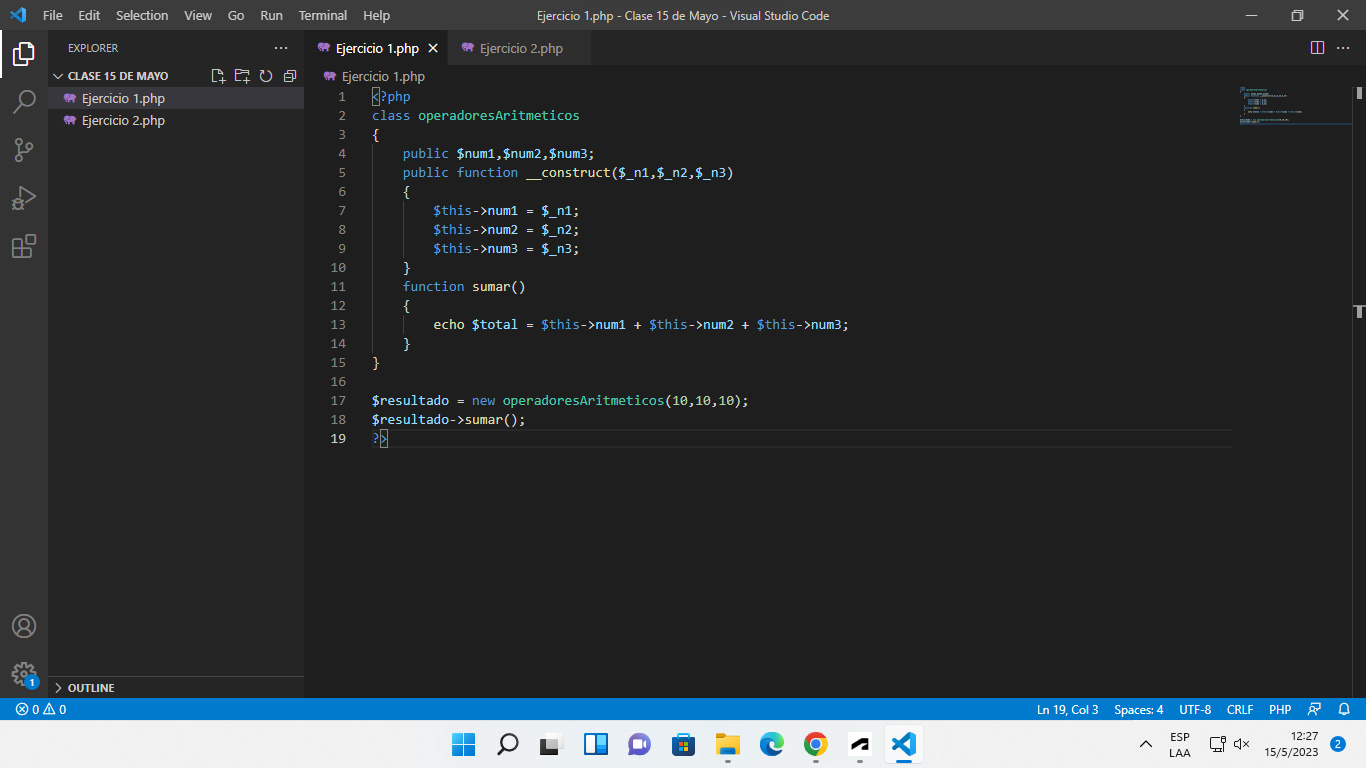 File Edit Selection View Go Run Terminal Help
Ejercicio 1.php - Clase 15 de Mayo - Visual Studio Code
EXPLORER
CLASE 15 DE MAYO
Ejercicio 1.php
Ejercicio 2.php
OUTLINE
Ejercicio 1.php Ejercicio 2.php
Ejercicio 1.php
1 <?php
2 class operadoresAritmeticos
3 {
4     public $num1,$num2,$num3;
5     public function __construct($_n1,$_n2,$_n3)
6     {
7         $this->num1 = $_n1;
8         $this->num2 = $_n2;
9         $this->num3 = $_n3;
10     }
11     function sumar()
12     {
13         echo $total = $this->num1 + $this->num2 + $this->num3;
14     }
15 }
16
17 $resultado = new operadoresAritmeticos(10,10,10);
18 $resultado->sumar();
19 ?>
1
0 0 Ln 19, Col 3 Spaces: 4 UTF-8 CRLF PHP
ESP
LAA
12:27
15/5/2023
2